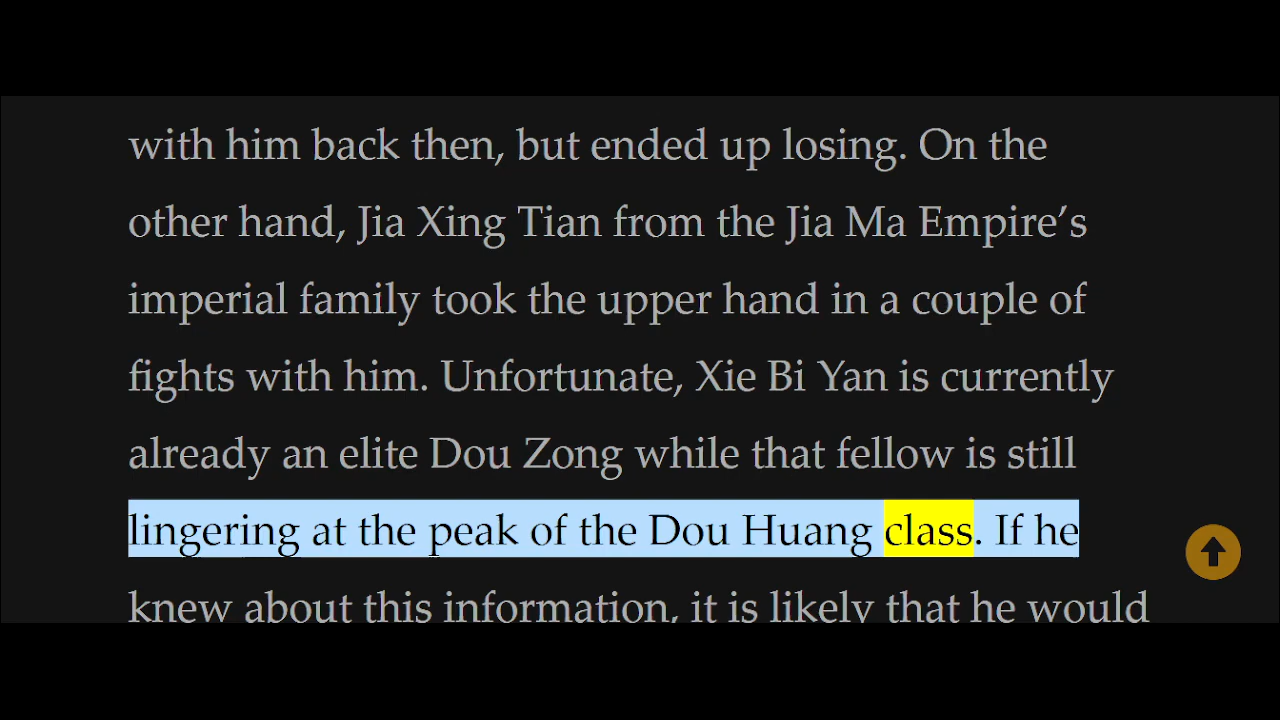 with him back then, but ended up losing. On the
other hand, Jia Xing Tian from the Jia Ma Empire’s
imperial family took the upper hand in a couple of
fights with him. Unfortunate, Xie Bi Yan is currently
already an elite Dou Zong while that fellow is still
lingering at the peak of the Dou Huang class. If he
knew about this information, it is likely that he would